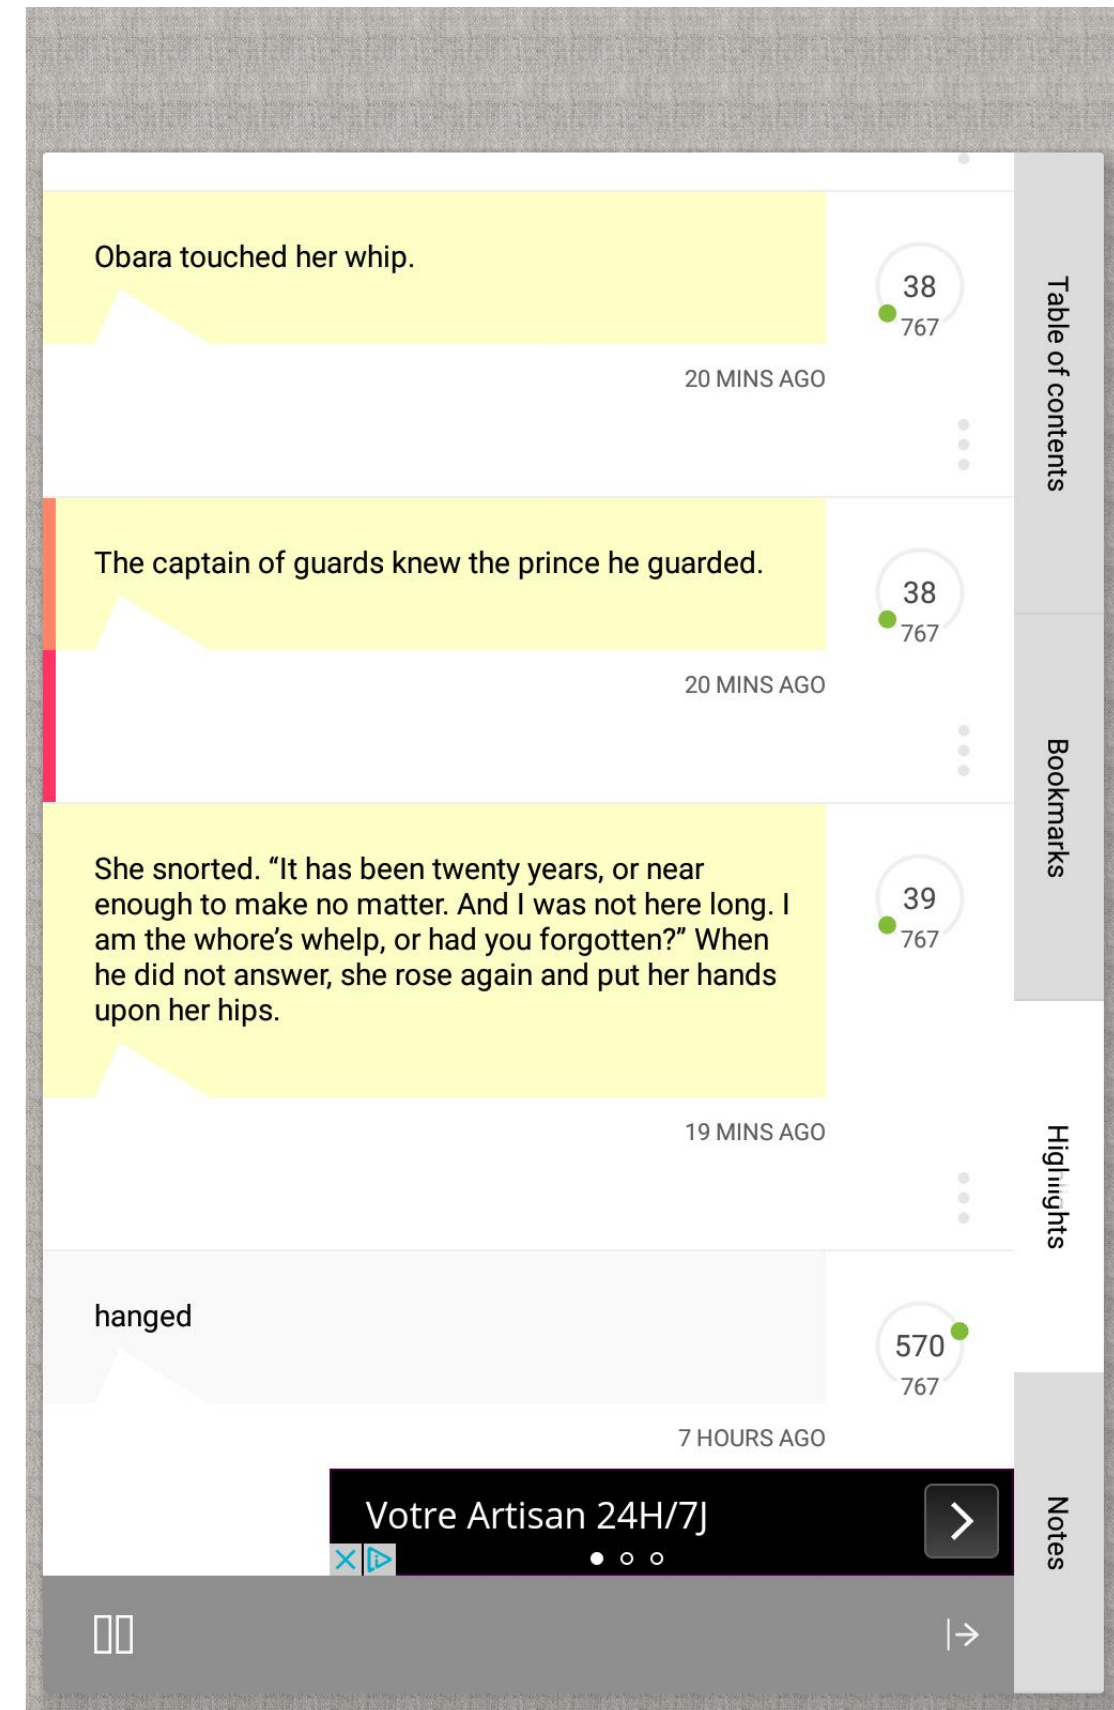 Obara touched her whip.
38
767
20 MINS AGO
The captain of guards knew the prince he guarded.
38
767
20 MINS AGO
She snorted. “It has been twenty years, or near
enough to make no matter. And I was not here long. I
am the whore’s whelp, or had you forgotten?” When
he did not answer, she rose again and put her hands
upon her hips.
39
767
19 MINS AGO
hanged
570
767
7 HOURS AGO
Votre Artisan 24H/7J
Table of contents
Bookmarks
Highlights
Notes